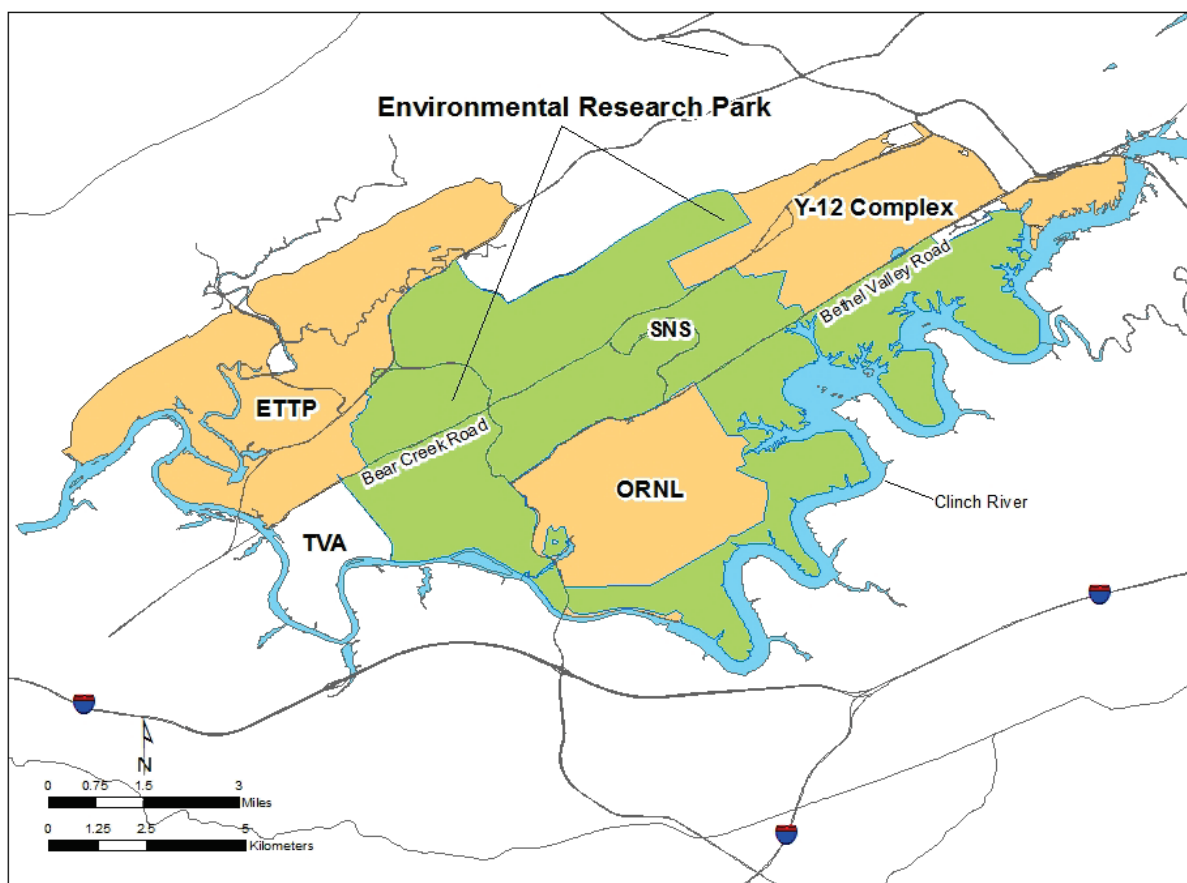 Environmental Research Park
Y-12 Complex
Bethel Valley Road
SNS
ETTP
Bear Creek Road
ORNL
Clinch River
TVA
N
0 0.75 1.5 3
Miles
0 1.25 2.5 5
Kilometers